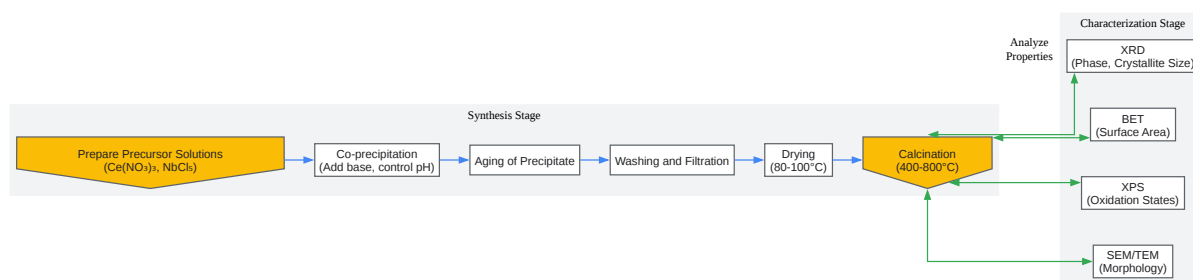 Characterization Stage
Analyze
Properties
XRD
(Phase, Crystallite Size)
Synthesis Stage
BET
(Surface Area)
Prepare Precursor Solutions
(Ce(NO₃)₃, NbCl₅)
Co-precipitation
(Add base, control pH)
Aging of Precipitate
Washing and Filtration
Drying
(80-100°C)
Calcination
(400-800°C)
XPS
(Oxidation States)
SEM/TEM
(Morphology)